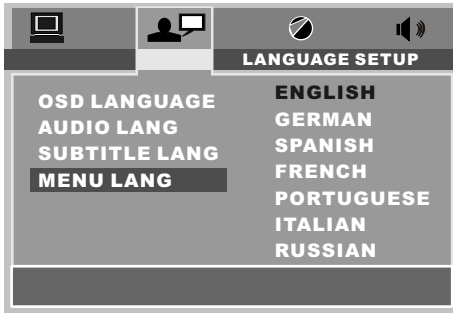 LANGUAGE SETUP
OSD LANGUAGE
AUDIO LANG
SUBTITLE LANG
MENU LANG
ENGLISH
GERMAN
SPANISH
FRENCH
PORTUGUESE
ITALIAN
RUSSIAN